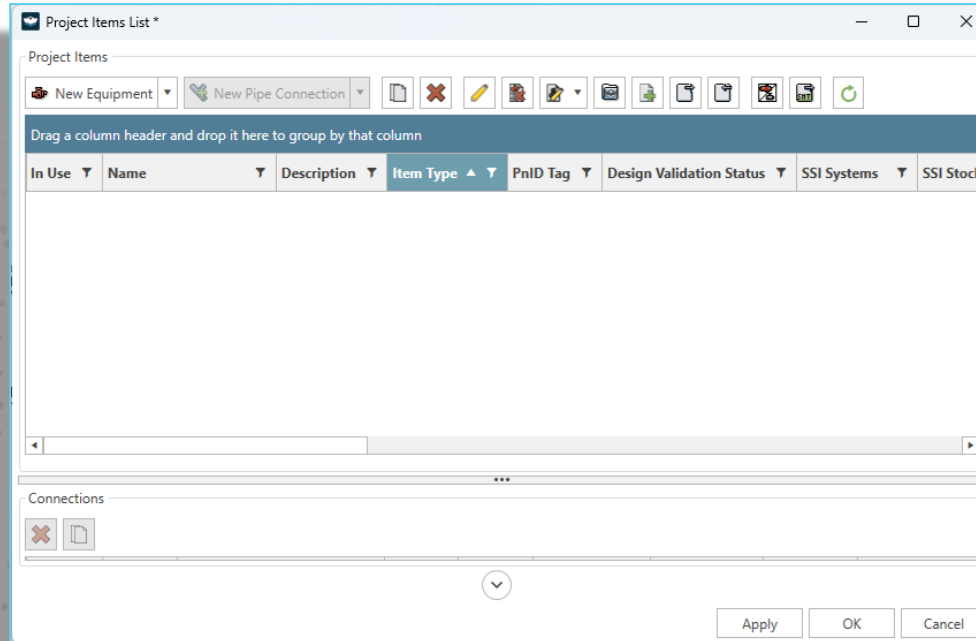 Project Items List *
Project Items
New Equipment New Pipe Connection
Drag a column header and drop it here to group by that column
In Use Name Description Item Type PnID Tag Design Validation Status SSI Systems SSI Stock
Connections
Apply OK Cancel